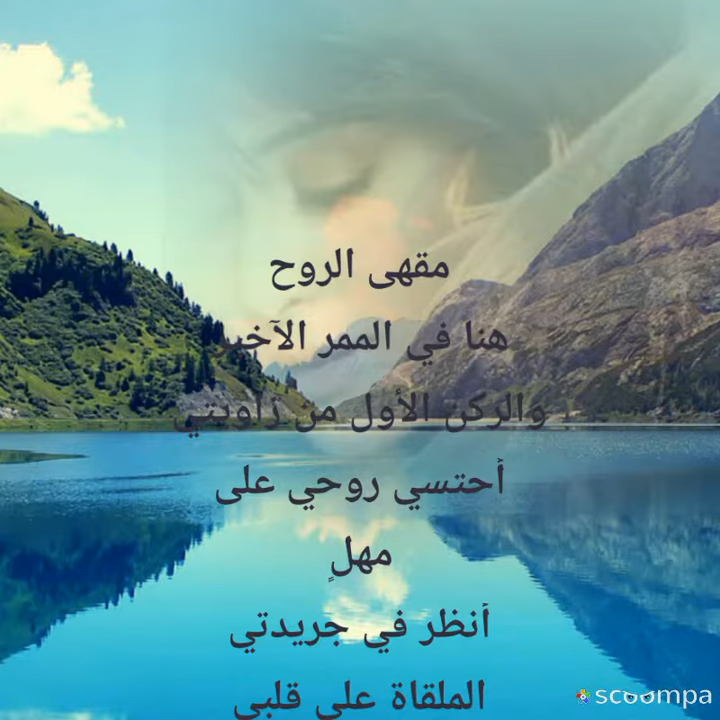 مقهى الروح
هنا في الممر الآخير
والركن الأول من زاويتي
أحتسي روحي على
مهلٍ
أنظر في جريدتي
الملقاة على قلبي
scoompa